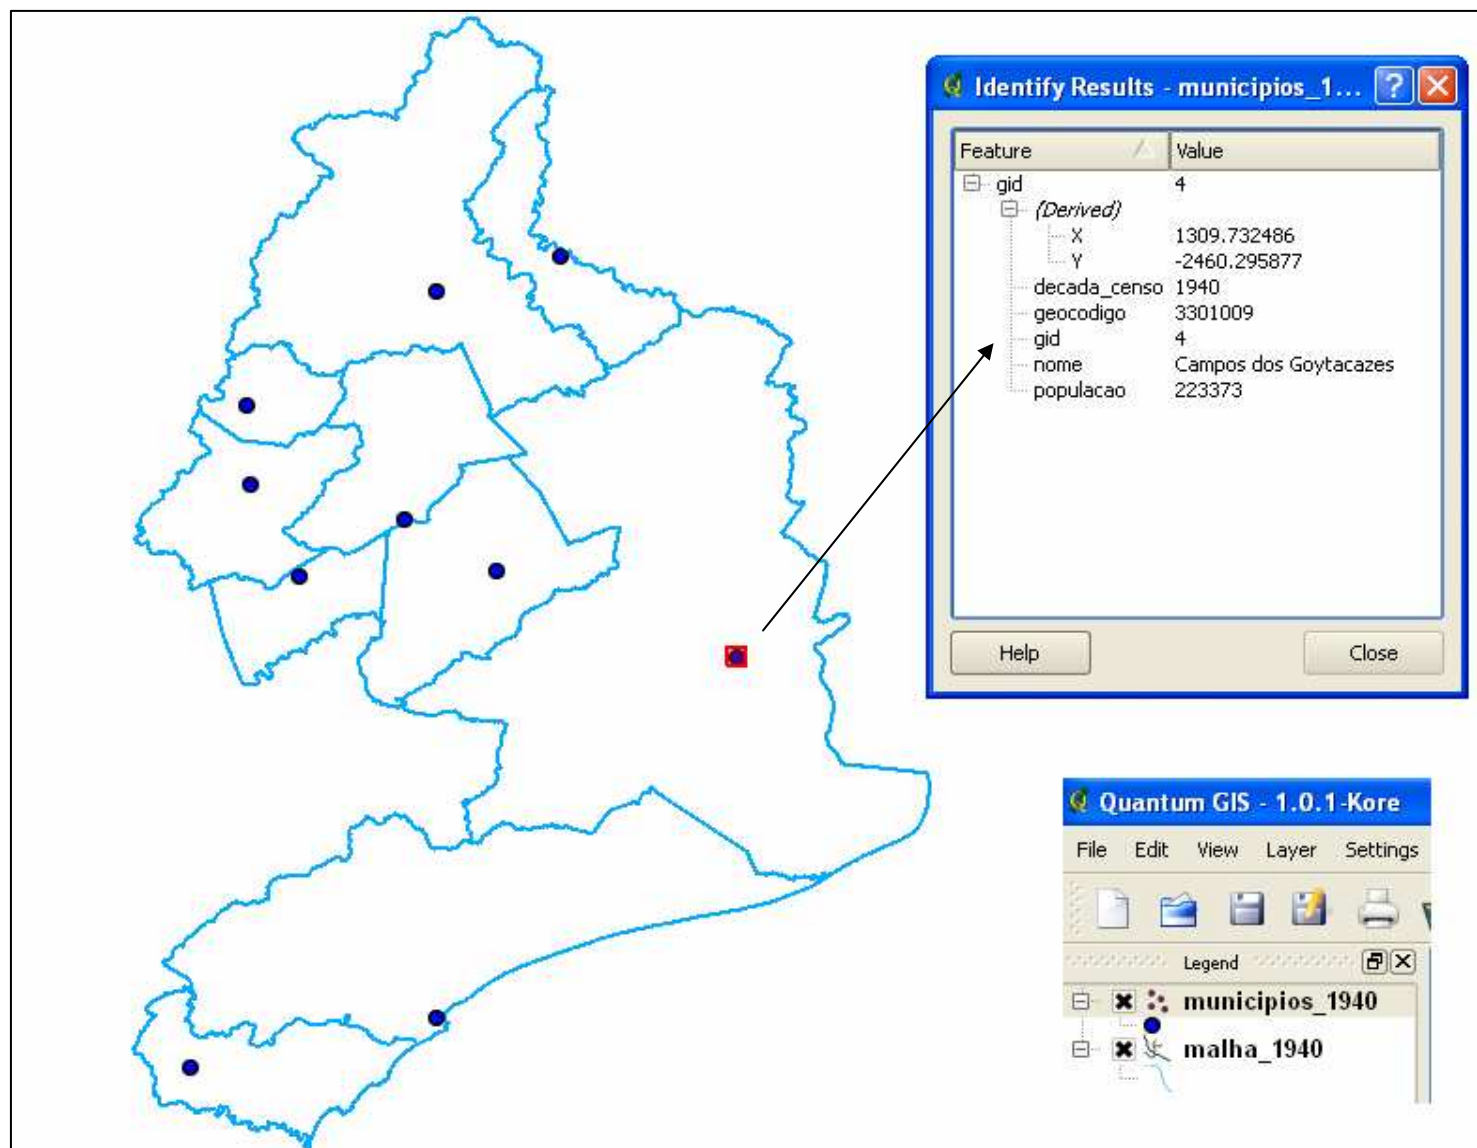 Identify Results - municipios_1...
Feature Value
gid 4
(Derived)
X 1309.732486
Y -2460.295877
decada_censo 1940
geocodigo 3301009
gid 4
nome Campos dos Goytacazes
populacao 223373
Help Close
Quantum GIS - 1.0.1-Kore
File Edit View Layer Settings
Legend
municipios_1940
malha_1940